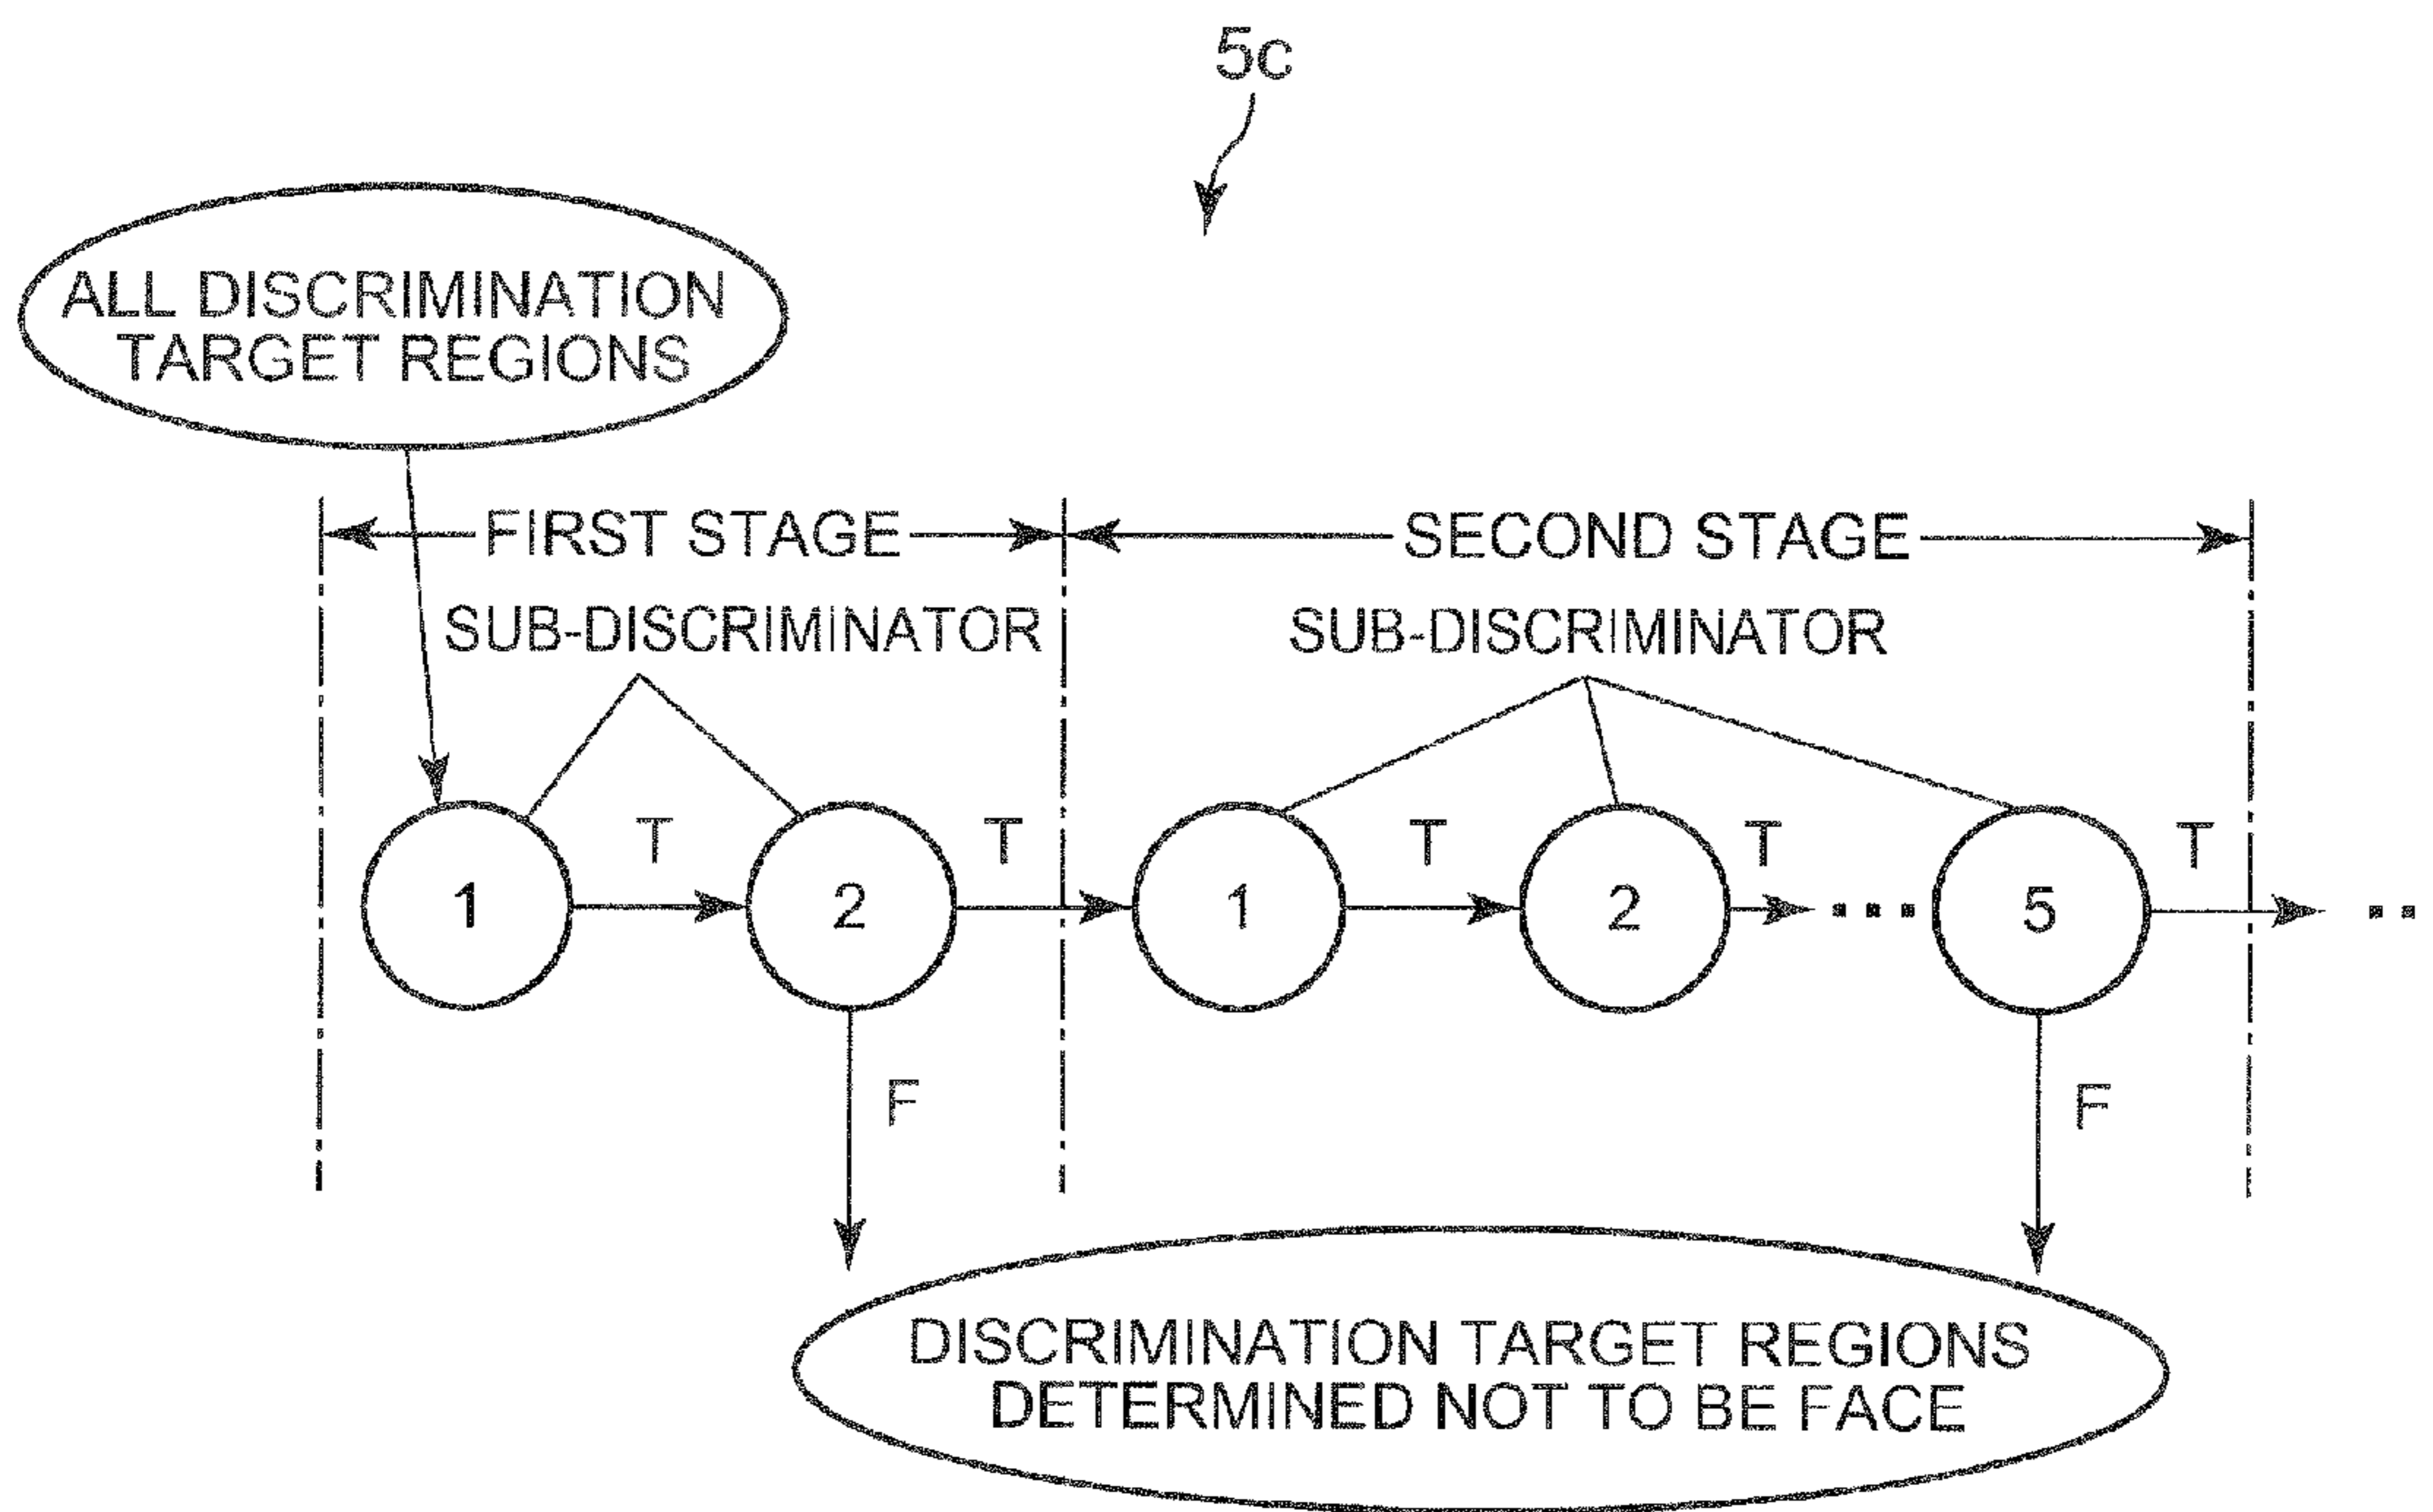 5c
ALL DISCRIMINATION
TARGET REGIONS
FIRST STAGE
SECOND STAGE
SUB-DISCRIMINATOR
SUB-DISCRIMINATOR
1
T
2
T
1
T
2
T
...
5
T
..
F
F
DISCRIMINATION TARGET REGIONS
DETERMINED NOT TO BE FACE